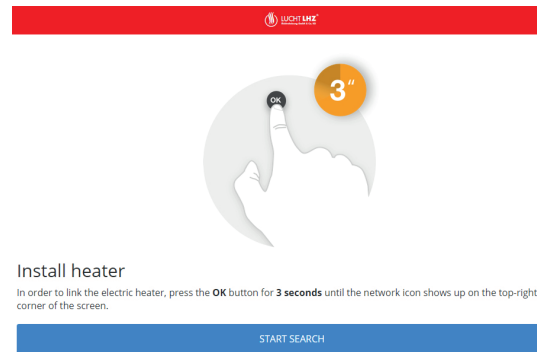 LUCHT LHZ
OK
3"
Install heater
In order to link the electric heater, press the OK button for 3 seconds until the network icon shows up on the top-right
corner of the screen.
START SEARCH